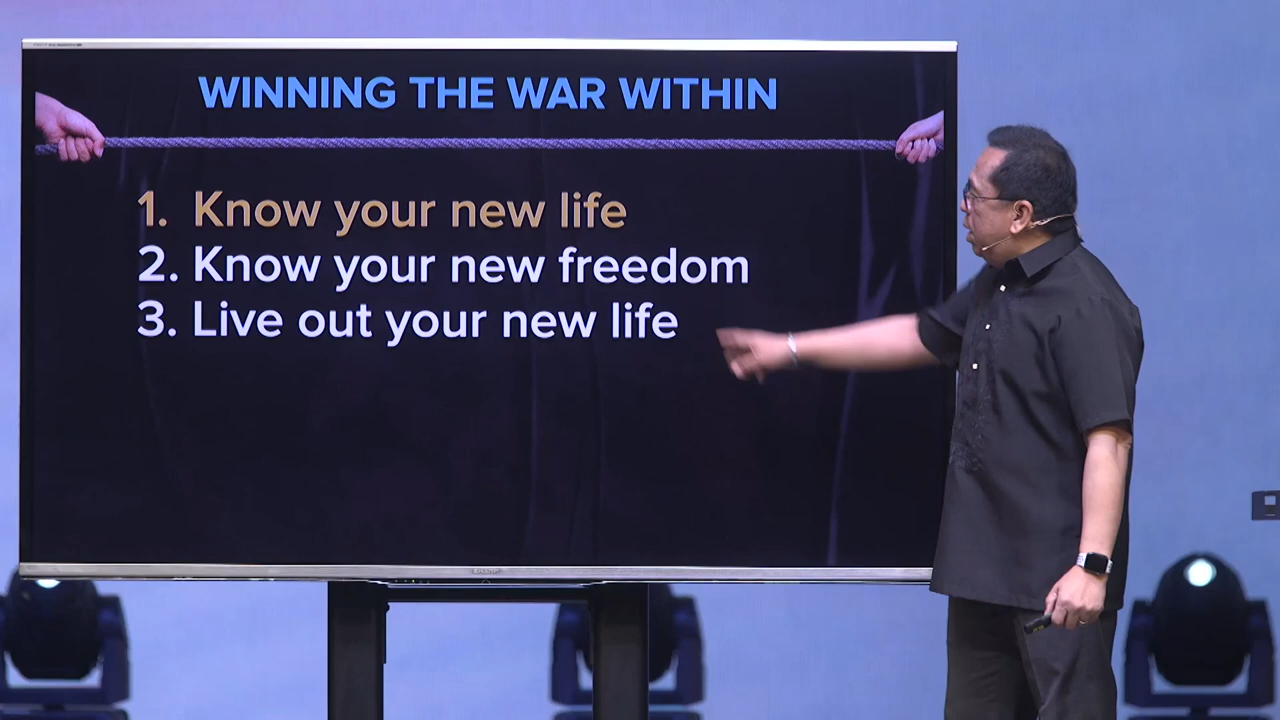 WINNING THE WAR WITHIN
1. Know your new life
2. Know your new freedom
3. Live out your new life
SHARP